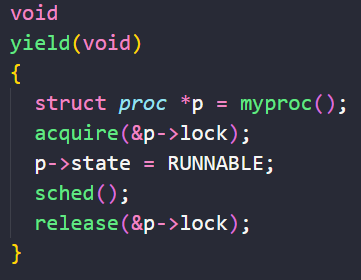 void
yield(void)
{
  struct proc *p = myproc();
  acquire(&p->lock);
  p->state = RUNNABLE;
  sched();
  release(&p->lock);
}